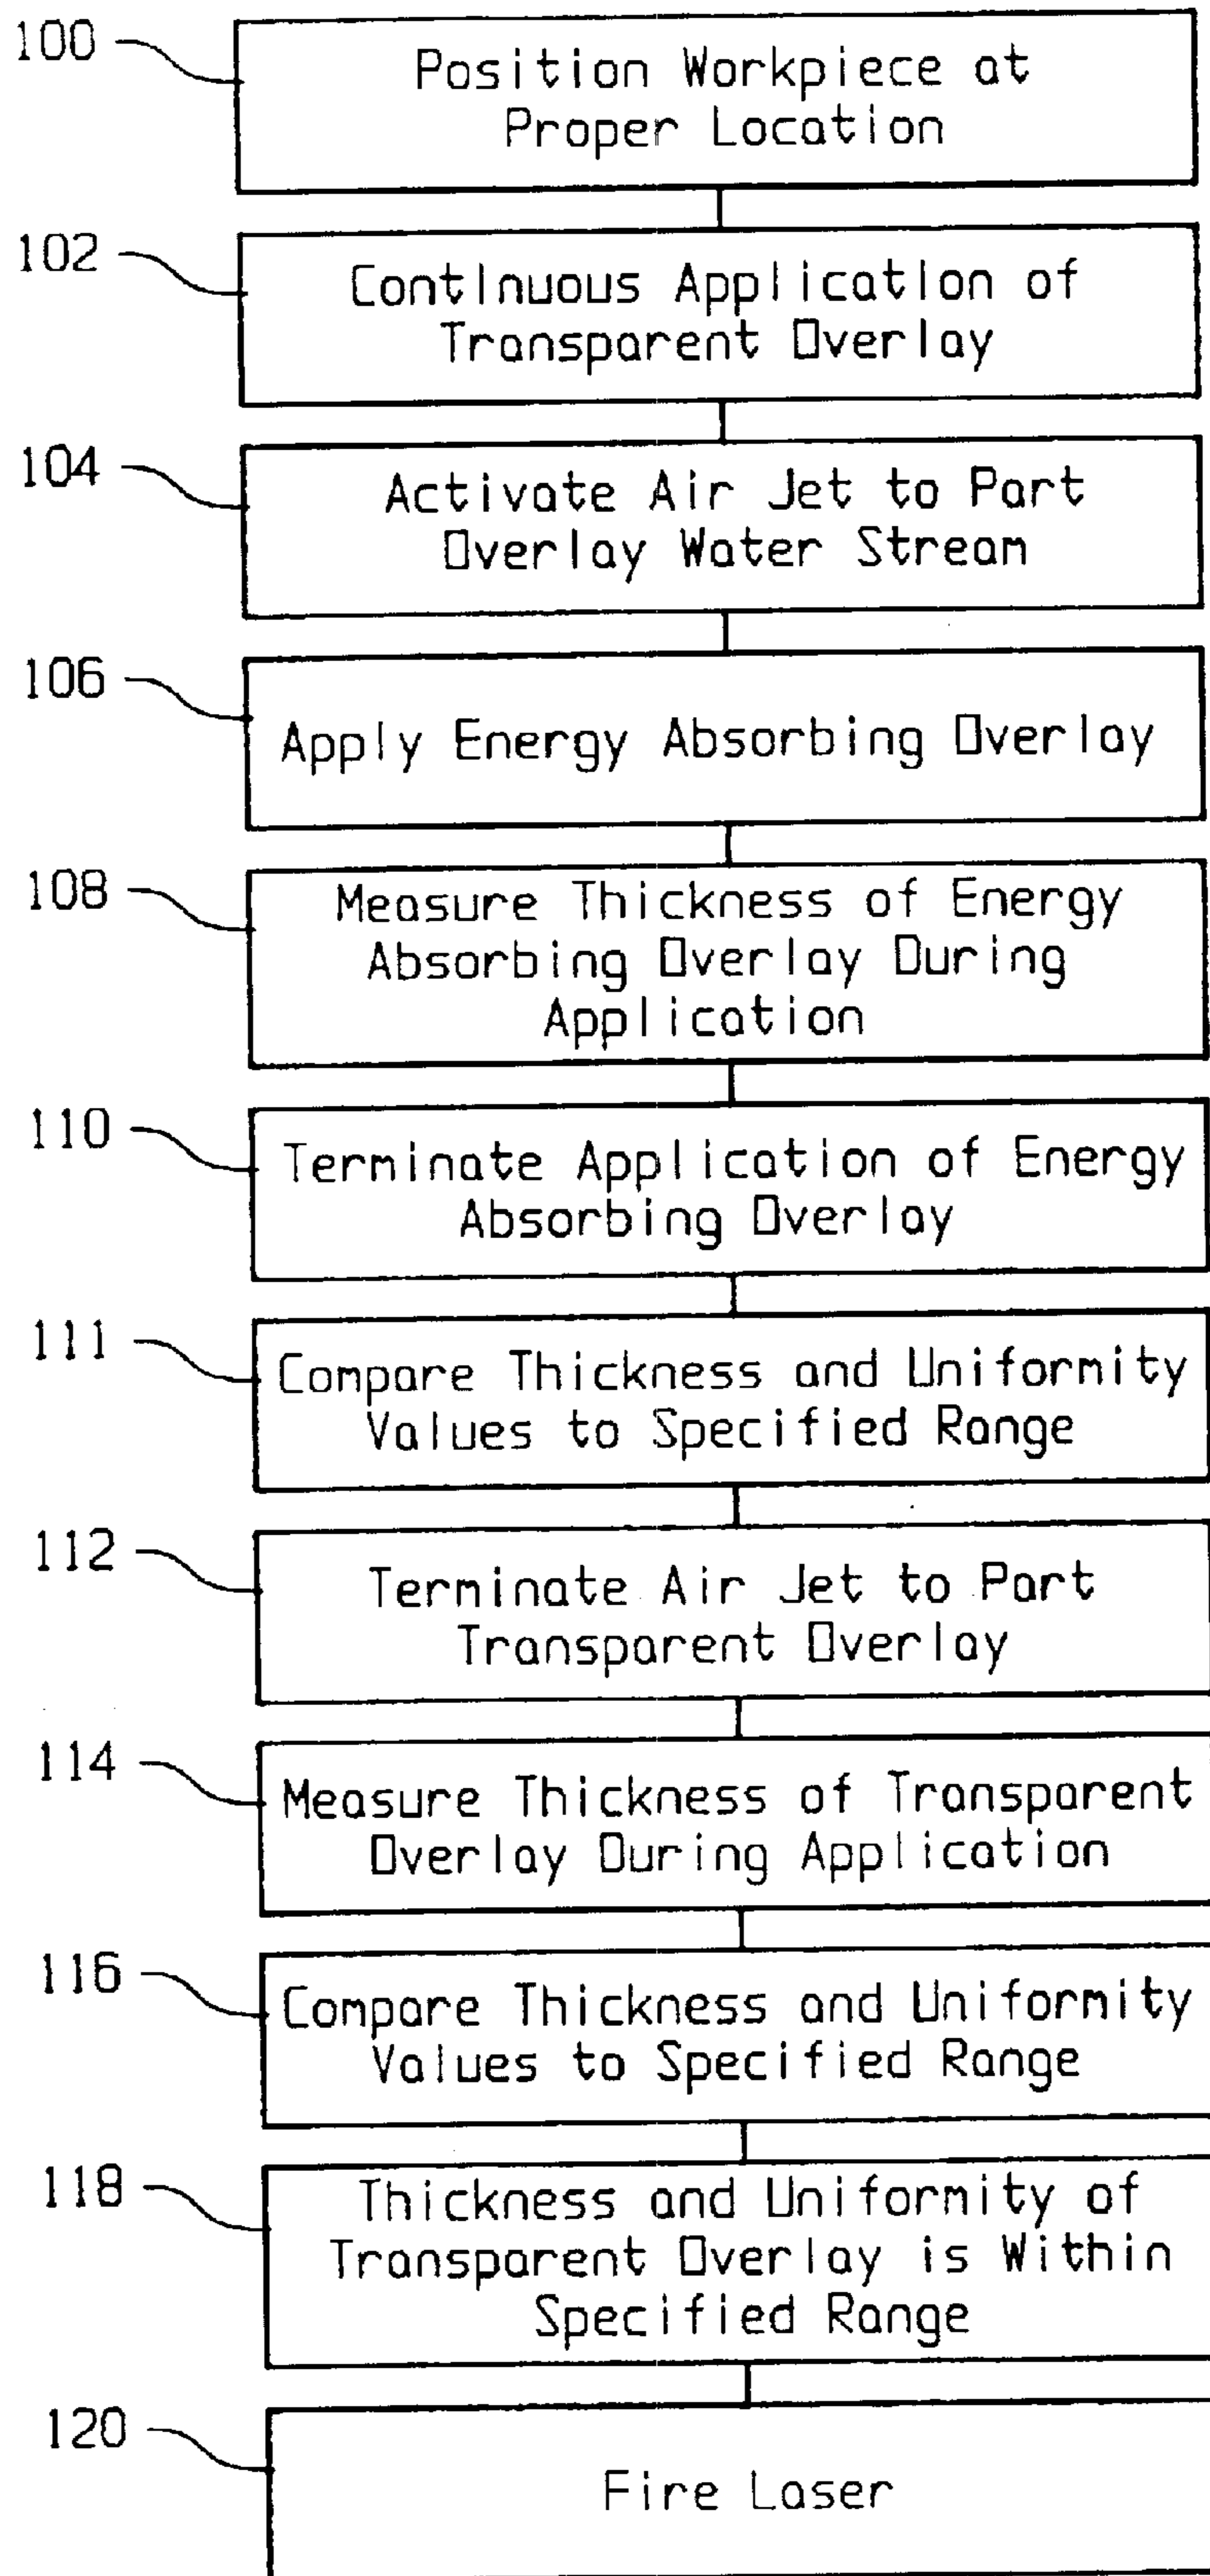 100
Position Workpiece at
Proper Location
102
Continuous Application of
Transparent Overlay
104
Activate Air Jet to Part
Overlay Water Stream
106
Apply Energy Absorbing Overlay
108
Measure Thickness of Energy
Absorbing Overlay During
Application
110
Terminate Application of Energy
Absorbing Overlay
111
Compare Thickness and Uniformity
Values to Specified Range
112
Terminate Air Jet to Part
Transparent Overlay
114
Measure Thickness of Transparent
Overlay During Application
116
Compare Thickness and Uniformity
Values to Specified Range
118
Thickness and Uniformity of
Transparent Overlay is Within
Specified Range
120
Fire Laser